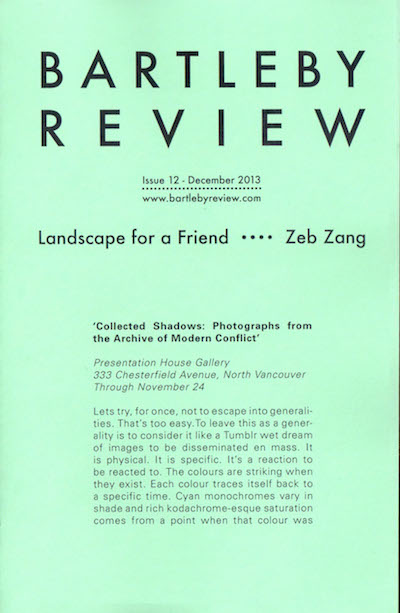 BARTLEBY
REVIEW
Issue 12 - December 2013
www.bartlebyreview.com
Landscape for a Friend •••• Zeb Zang
'Collected Shadows: Photographs from
the Archive of Modern Conflict'
Presentation House Gallery
333 Chesterfield Avenue, North Vancouver
Through November 24
Lets try, for once, not to escape into generali-
ties. That's too easy.To leave this as a gener-
ality is to consider it like a Tumblr wet dream
of images to be disseminated en mass. It
is physical. It is specific. It's a reaction to
be reacted to. The colours are striking when
they exist. Each colour traces itself back to
a specific time. Cyan monochromes vary in
shade and rich kodachrome-esque saturation
comes from a point when that colour was